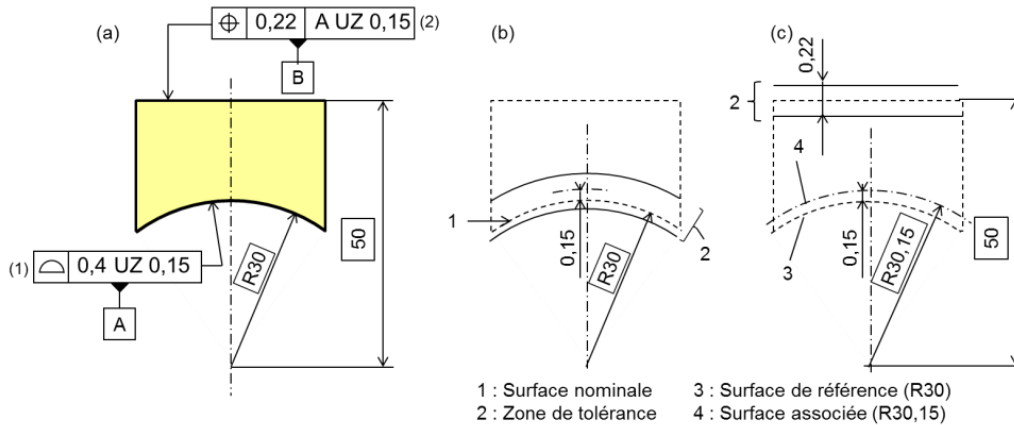 (a)
⌖ 0,22 A UZ 0,15 (2)
B
50
R30
(1) ⌓ 0,4 UZ 0,15
A
(b)
1
0,15
R30
2
(c)
0,22
2
4
0,15
R30,15
50
3
1 : Surface nominale
2 : Zone de tolérance
3 : Surface de référence (R30)
4 : Surface associée (R30,15)